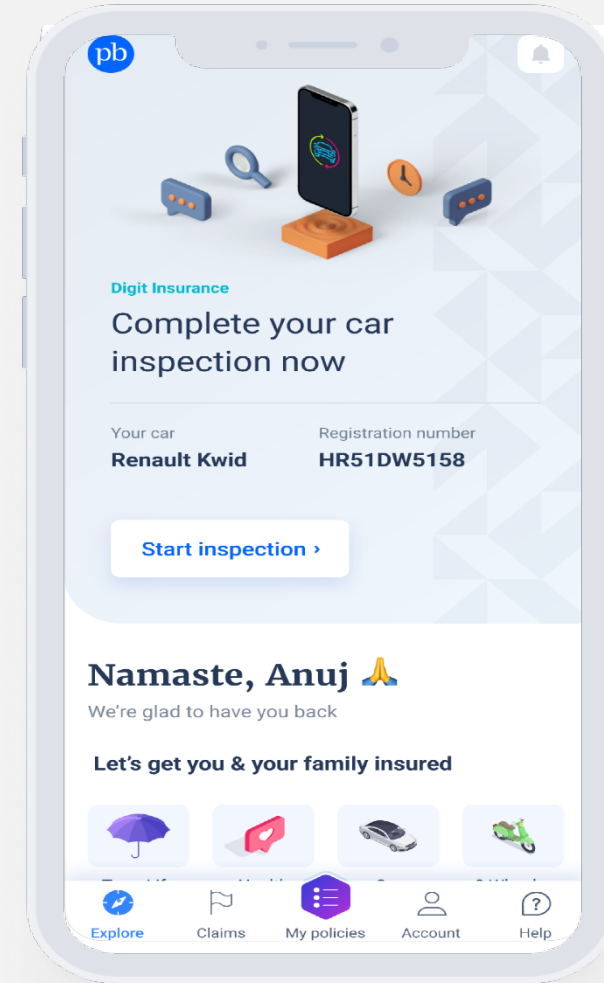 pb
Digit Insurance
Complete your car
inspection now
Your car
Registration number
Renault Kwid
HR51DW5158
Start inspection ›
Namaste, Anuj 🙏
We're glad to have you back
Let's get you & your family insured
Explore
Claims
My policies
Account
Help